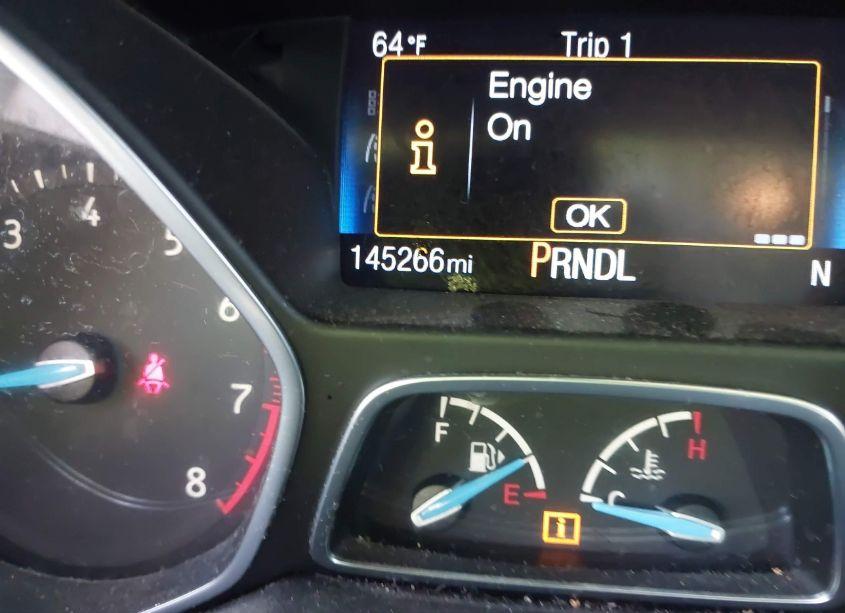 64°F Trip 1
Engine
On
OK
145266mi PRNDL N
3 4 5
6
7
8
F
E
H
C